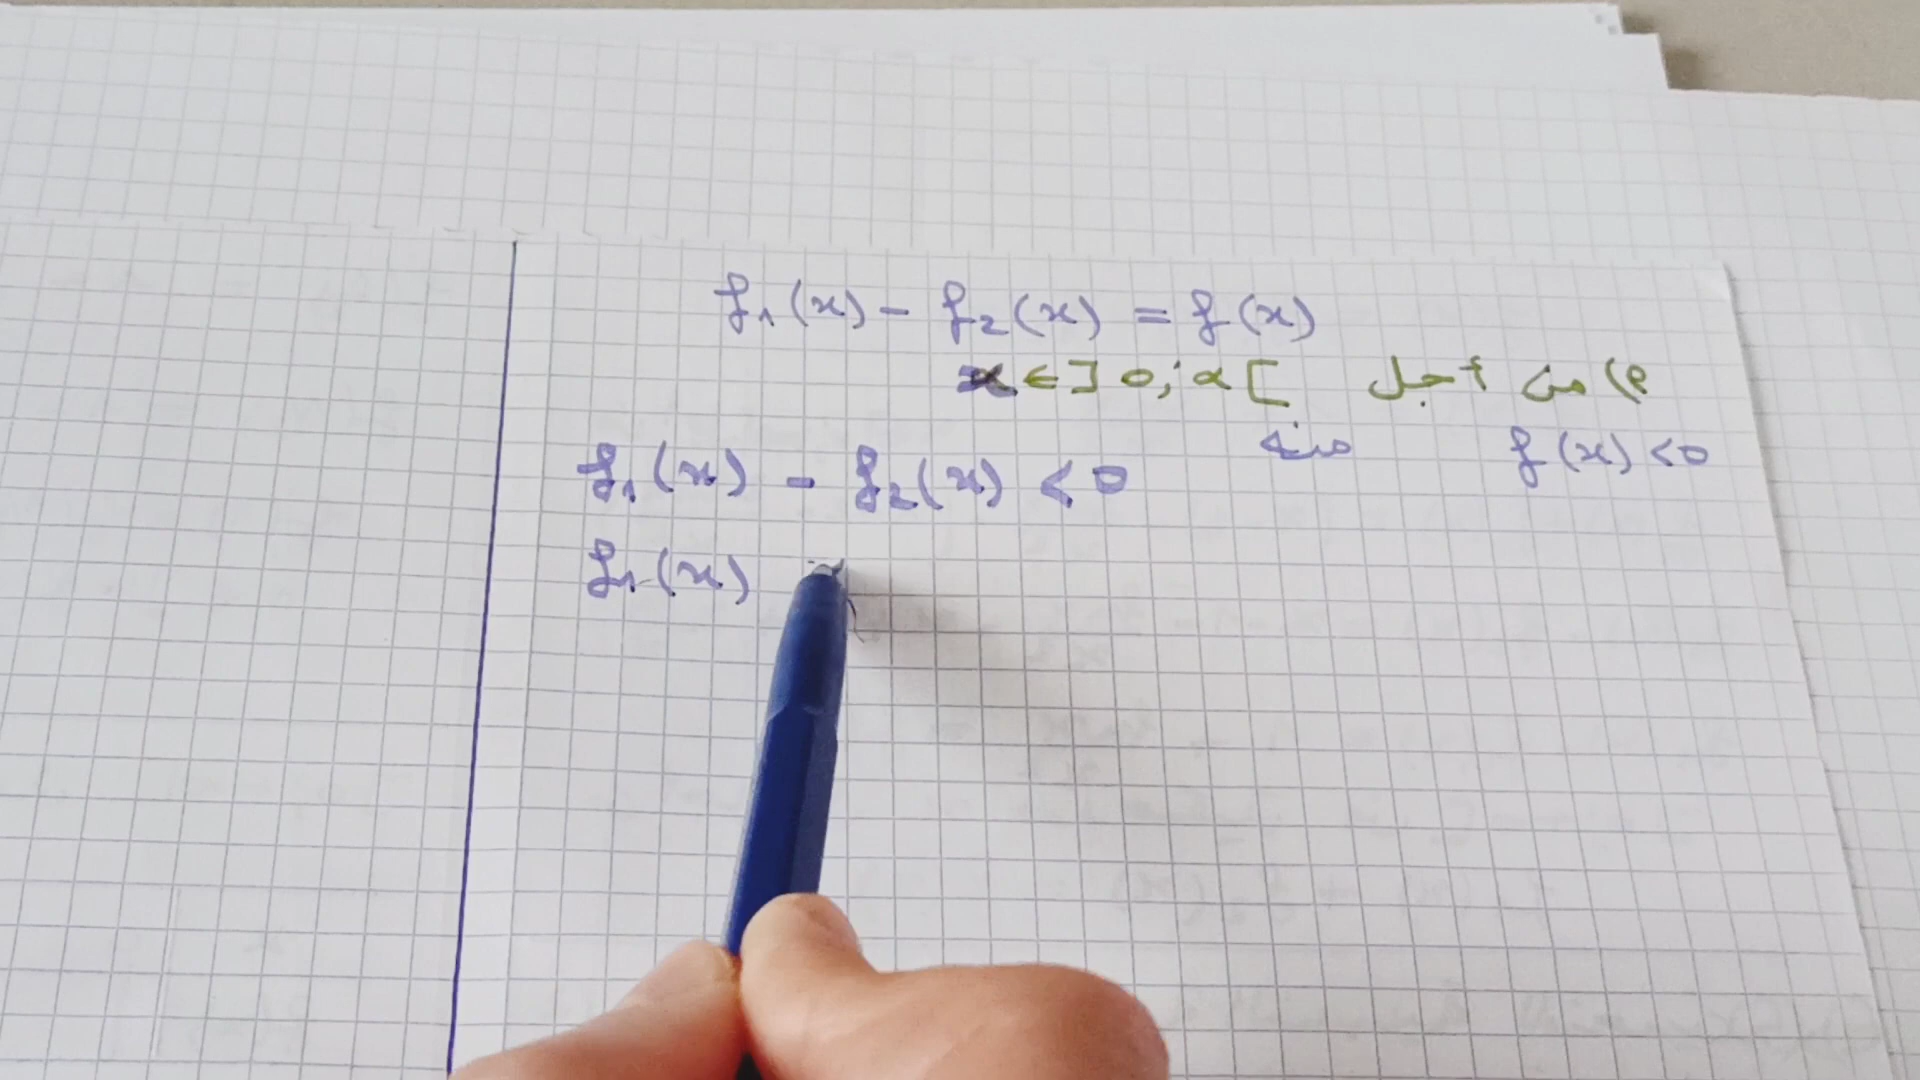 f₁(x) - f₂(x) = f(x)
م) من أجل x ∈ ]0; α[
f(x) < 0 منه f₁(x) - f₂(x) < 0
f₁(x)